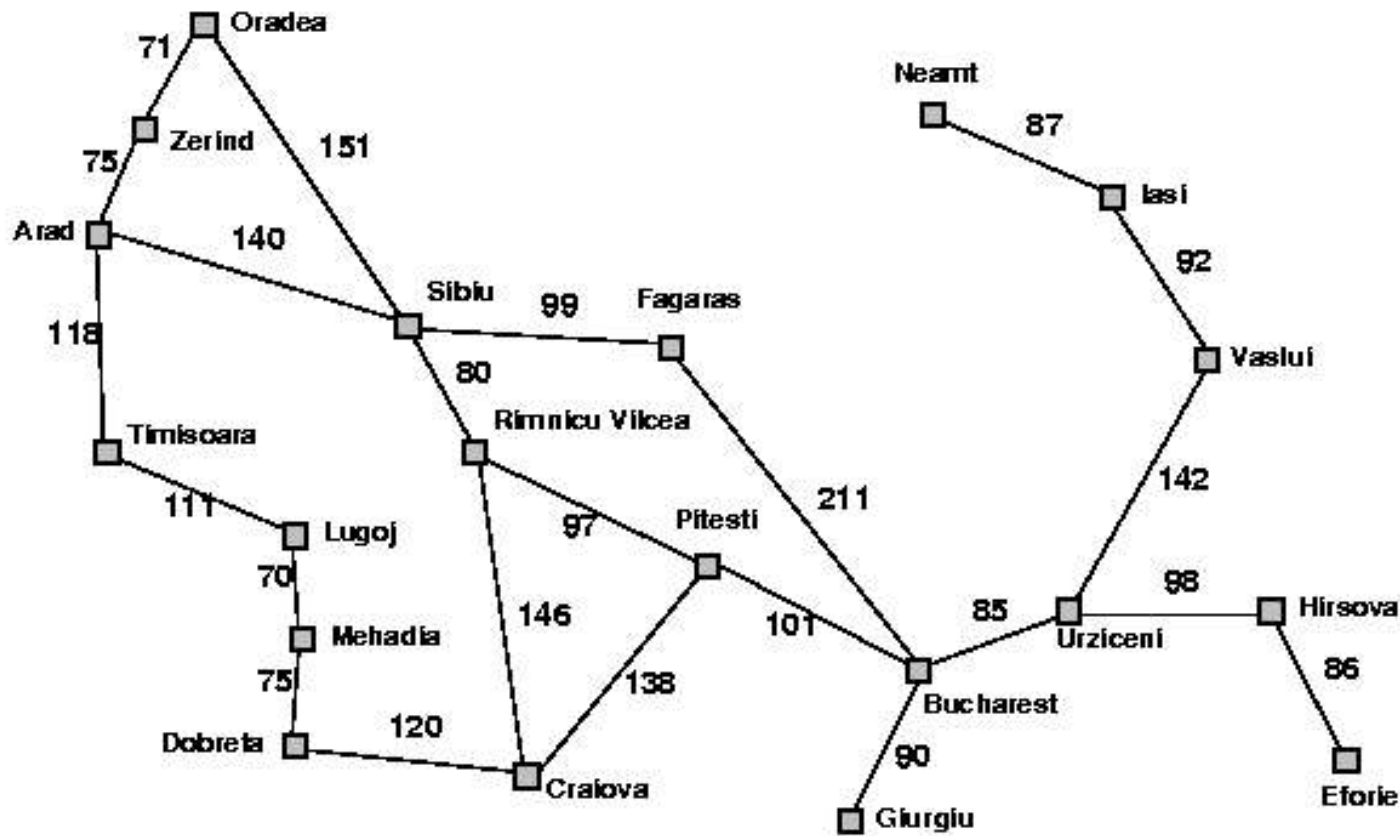 Oradea
71
Neamt
87
Zerind
151
75
Iasi
Arad
140
92
Sibiu
99
Fagaras
118
80
Vaslui
Timisoara
Rimnicu Vilcea
142
111
211
Lugoj
97
Pitesti
70
98
Mehadia
146
101
85
Hirsova
Urziceni
75
138
86
Bucharest
Dobreta
120
90
Craiova
Eforie
Giurgiu